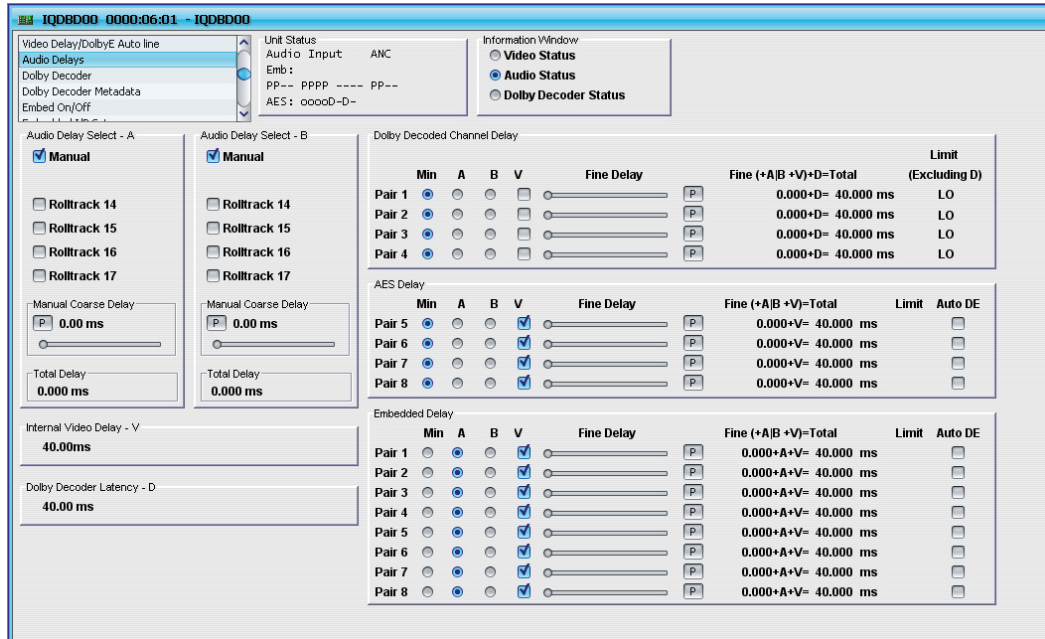 IQDBD00 0000:06:01 - IQDBD00
Video Delay/DolbyE Auto line
Audio Delays
Dolby Decoder
Dolby Decoder Metadata
Embed On/Off
Unit Status
Audio Input ANC
Emb:
PP-- PPPP ---- PP--
AES: ooooD-D-
Information Window
Video Status
Audio Status
Dolby Decoder Status
Audio Delay Select - A
Manual
Rolltrack 14
Rolltrack 15
Rolltrack 16
Rolltrack 17
Manual Coarse Delay
P 0.00 ms
Total Delay
0.000 ms
Audio Delay Select - B
Manual
Rolltrack 14
Rolltrack 15
Rolltrack 16
Rolltrack 17
Manual Coarse Delay
P 0.00 ms
Total Delay
0.000 ms
Internal Video Delay - V
40.00ms
Dolby Decoder Latency - D
40.00 ms
Dolby Decoded Channel Delay
Limit
Min A B V Fine Delay Fine (+A|B +V)+D=Total (Excluding D)
Pair 1 P 0.000+D= 40.000 ms LO
Pair 2 P 0.000+D= 40.000 ms LO
Pair 3 P 0.000+D= 40.000 ms LO
Pair 4 P 0.000+D= 40.000 ms LO
AES Delay
Min A B V Fine Delay Fine (+A|B +V)=Total Limit Auto DE
Pair 5 P 0.000+V= 40.000 ms
Pair 6 P 0.000+V= 40.000 ms
Pair 7 P 0.000+V= 40.000 ms
Pair 8 P 0.000+V= 40.000 ms
Embedded Delay
Min A B V Fine Delay Fine (+A|B +V)=Total Limit Auto DE
Pair 1 P 0.000+A+V= 40.000 ms
Pair 2 P 0.000+A+V= 40.000 ms
Pair 3 P 0.000+A+V= 40.000 ms
Pair 4 P 0.000+A+V= 40.000 ms
Pair 5 P 0.000+A+V= 40.000 ms
Pair 6 P 0.000+A+V= 40.000 ms
Pair 7 P 0.000+A+V= 40.000 ms
Pair 8 P 0.000+A+V= 40.000 ms